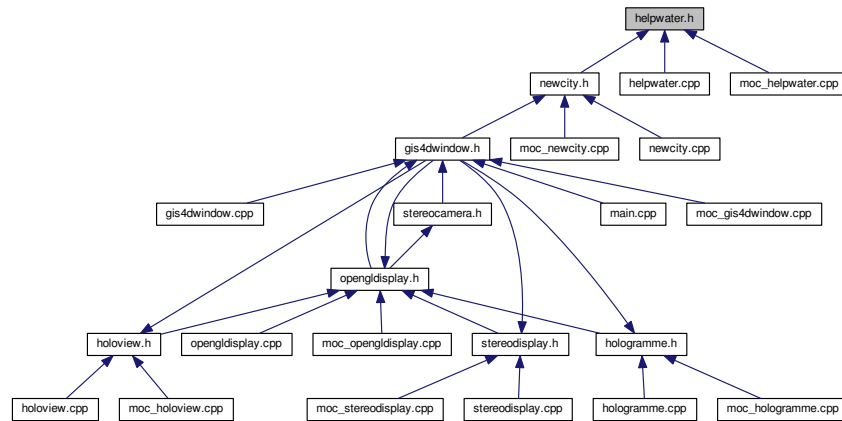 helpwater.h
newcity.h
helpwater.cpp
moc_helpwater.cpp
gis4dwindow.h
moc_newcity.cpp
newcity.cpp
gis4dwindow.cpp
stereocamera.h
main.cpp
moc_gis4dwindow.cpp
opengldisplay.h
holoview.h
opengldisplay.cpp
moc_opengldisplay.cpp
stereodisplay.h
hologramme.h
holoview.cpp
moc_holoview.cpp
moc_stereodisplay.cpp
stereodisplay.cpp
hologramme.cpp
moc_hologramme.cpp